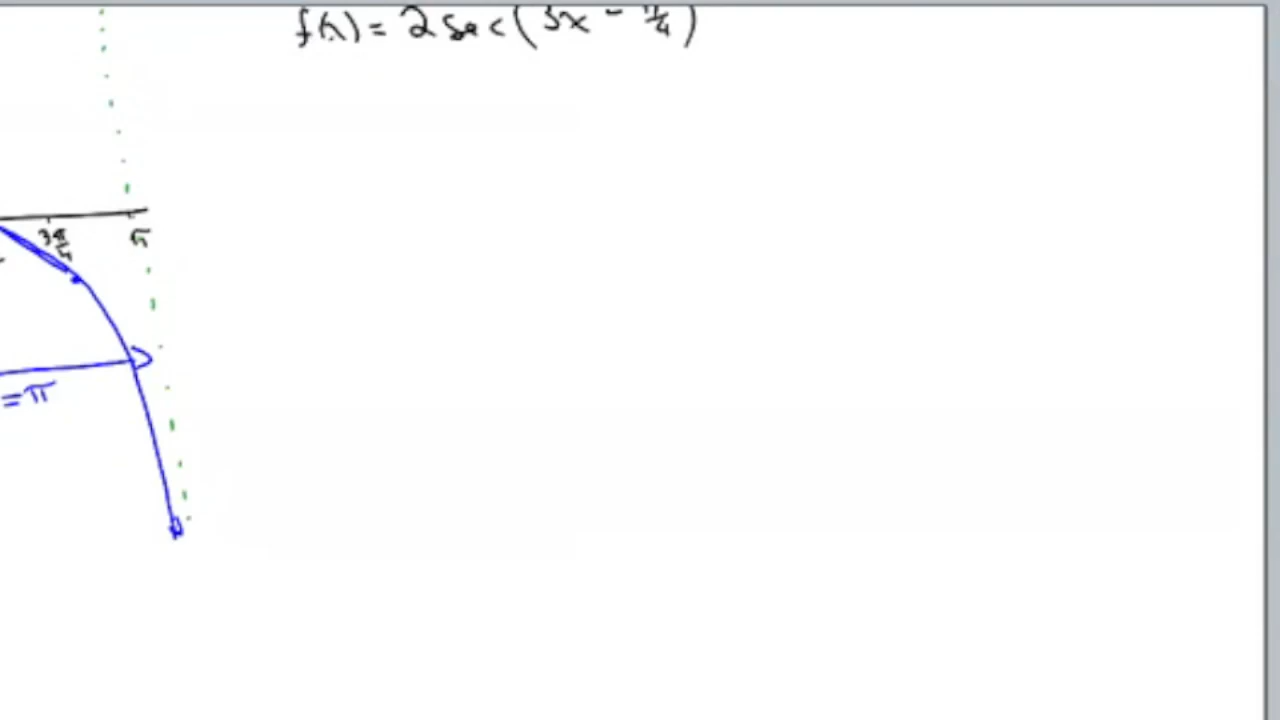 f(x) = 2 sec(3x - π/4)
3π/4
π
= π